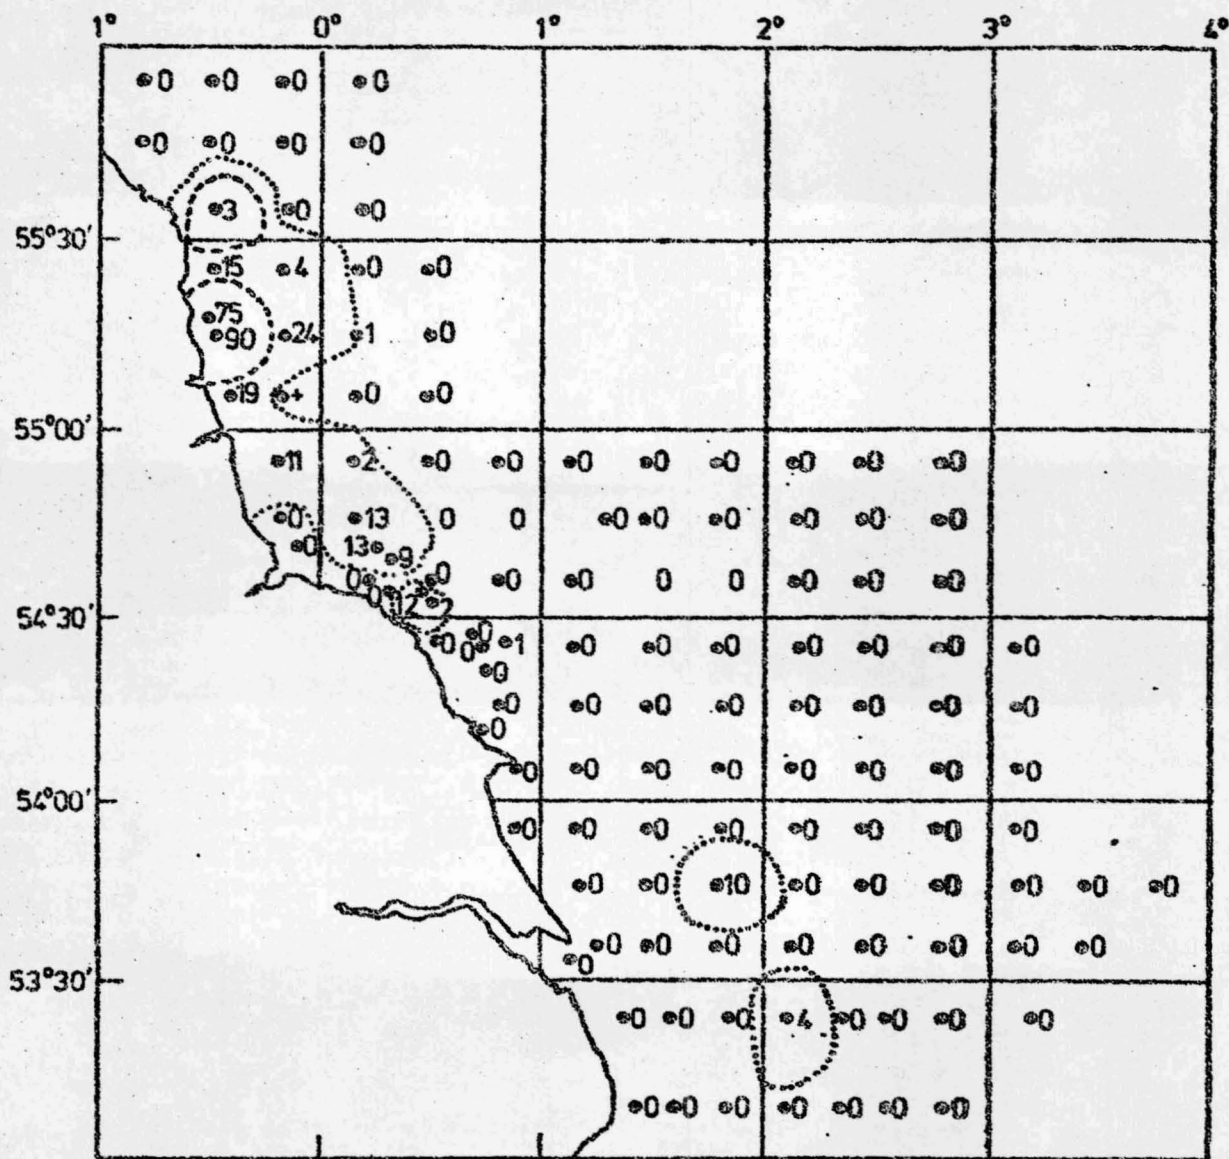 1° 0° 1° 2° 3° 4°
0 0 0 0
0 0 0 0
3 0 0
55°30'
15 4 0 0
75
90 24 1 0
19 + 0 0
55°00'
11 2 0 0 0 0 0 0 0 0
0 13 0 0 0 0 0 0 0 0
0 13 9
0 0 0 0 0 0 0 0 0
0 12 2
54°30'
0 0 0 1 0 0 0 0 0 0 0
0
0 0 0 0 0 0 0 0
0
0 0 0 0 0 0 0 0
54°00'
0 0 0 0 0 0 0 0
0 0 10 0 0 0 0 0 0
0 0 0 0 0 0 0 0
0
53°30'
0 0 0 4 0 0 0 0
0 0 0 0 0 0 0